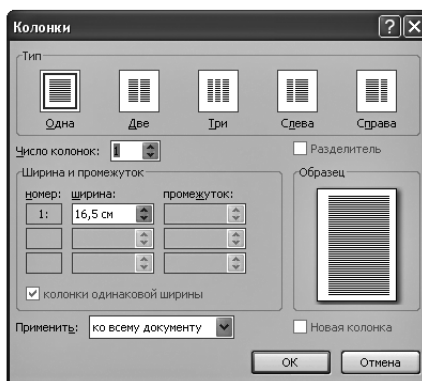 Колонки
Тип
Одна Две Три Слева Справа
Число колонок: 1 Разделитель
Ширина и промежуток Образец
номер: ширина: промежуток:
1: 16,5 см
колонки одинаковой ширины
Применить: ко всему документу Новая колонка
ОК Отмена